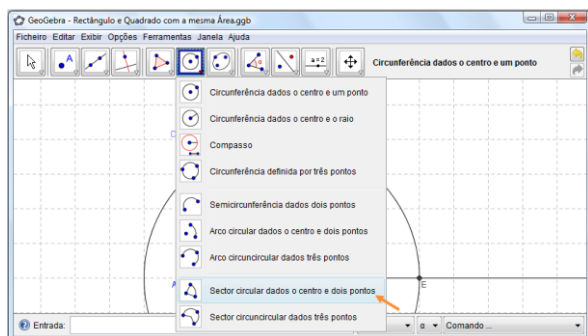 GeoGebra - Rectângulo e Quadrado com a mesma Área.ggb
Ficheiro Editar Exibir Opções Ferramentas Janela Ajuda
A
a=2
Circunferência dados o centro e um ponto
Circunferência dados o centro e um ponto
Circunferência dados o centro e o raio
Compasso
Circunferência definida por três pontos
Semicircunferência dados dois pontos
Arco circular dados o centro e dois pontos
Arco circuncircular dados três pontos
Sector circular dados o centro e dois pontos
E
Sector circuncircular dados três pontos
Entrada:
α
Comando ...